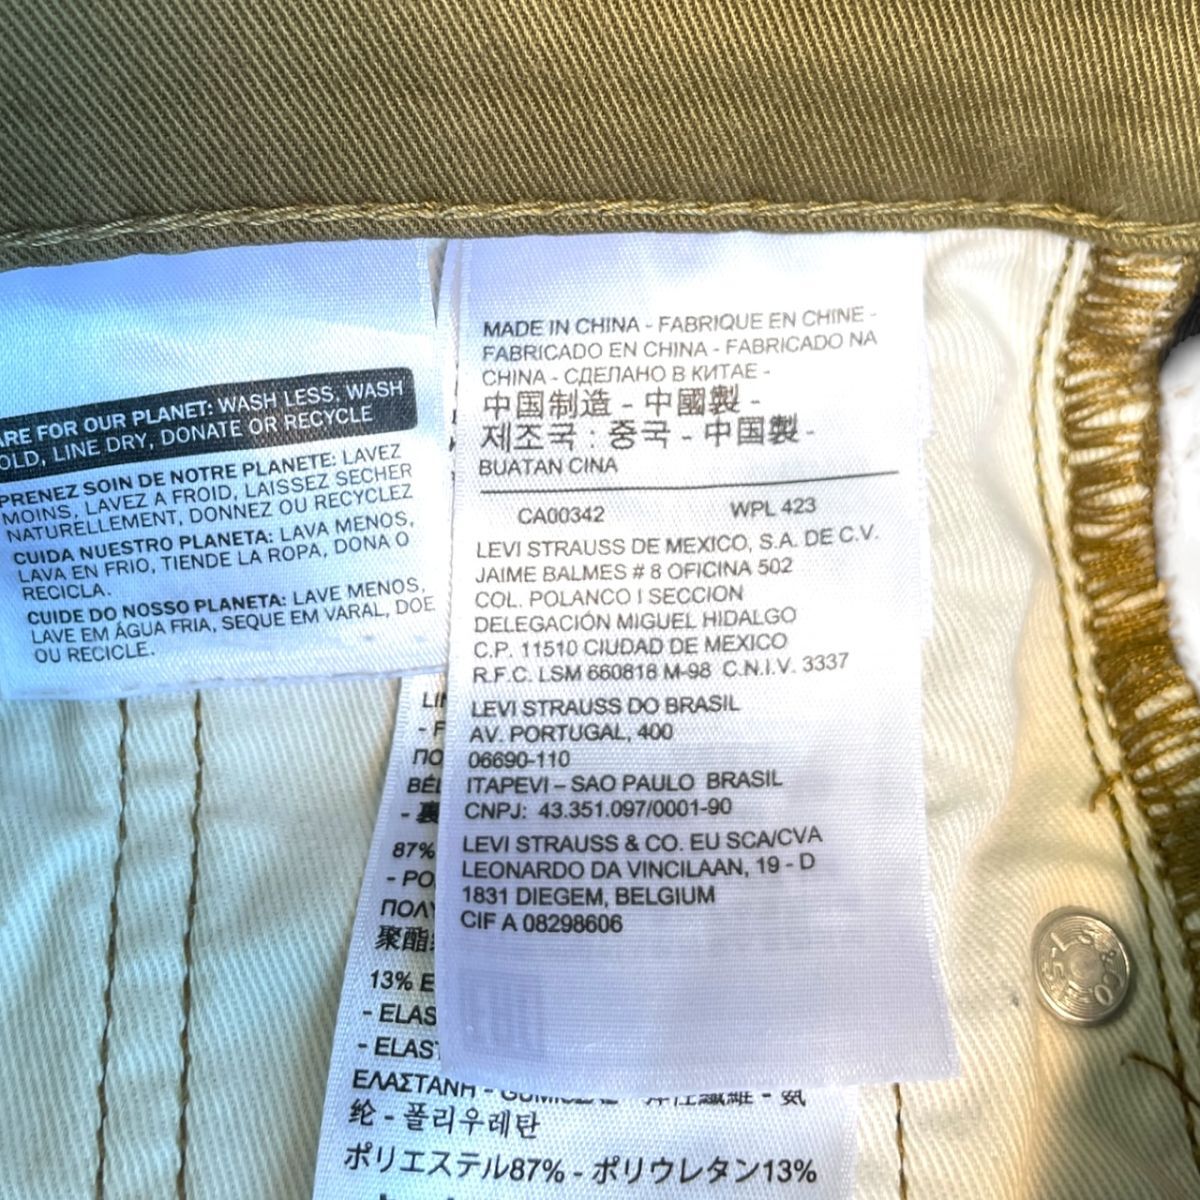 ARE FOR OUR PLANET: WASH LESS, WASH
OLD, LINE DRY, DONATE OR RECYCLE
PRENEZ SOIN DE NOTRE PLANETE: LAVEZ
MOINS, LAVEZ A FROID, LAISSEZ SECHER
NATURELLEMENT, DONNEZ OU RECYCLEZ
CUIDA NUESTRO PLANETA: LAVA MENOS,
LAVA EN FRIO, TIENDE LA ROPA, DONA O
RECICLA.
CUIDE DO NOSSO PLANETA: LAVE MENOS,
LAVE EM ÁGUA FRIA, SEQUE EM VARAL, DOE
OU RECICLE.
MADE IN CHINA - FABRIQUE EN CHINE -
FABRICADO EN CHINA - FABRICADO NA
CHINA - СДЕЛАНО В КИТАЕ -
中国制造 - 中國製 -
제조국 : 중국 - 中国製 -
BUATAN CINA
CA00342 WPL 423
LEVI STRAUSS DE MEXICO, S.A. DE C.V.
JAIME BALMES # 8 OFICINA 502
COL. POLANCO I SECCION
DELEGACIÓN MIGUEL HIDALGO
C.P. 11510 CIUDAD DE MEXICO
R.F.C. LSM 660818 M-98 C.N.I.V. 3337
LEVI STRAUSS DO BRASIL
AV. PORTUGAL, 400
06690-110
ITAPEVI – SAO PAULO BRASIL
CNPJ: 43.351.097/0001-90
LEVI STRAUSS & CO. EU SCA/CVA
LEONARDO DA VINCILAAN, 19 - D
1831 DIEGEM, BELGIUM
CIF A 08298606
87%
- PO
ПОЛ
聚酯
13% E
- ELAS
- ELAS
ΕΛΑΣΤΑΝΗ - - 氨
纶 - 폴리우레탄
ポリエステル87% - ポリウレタン13%